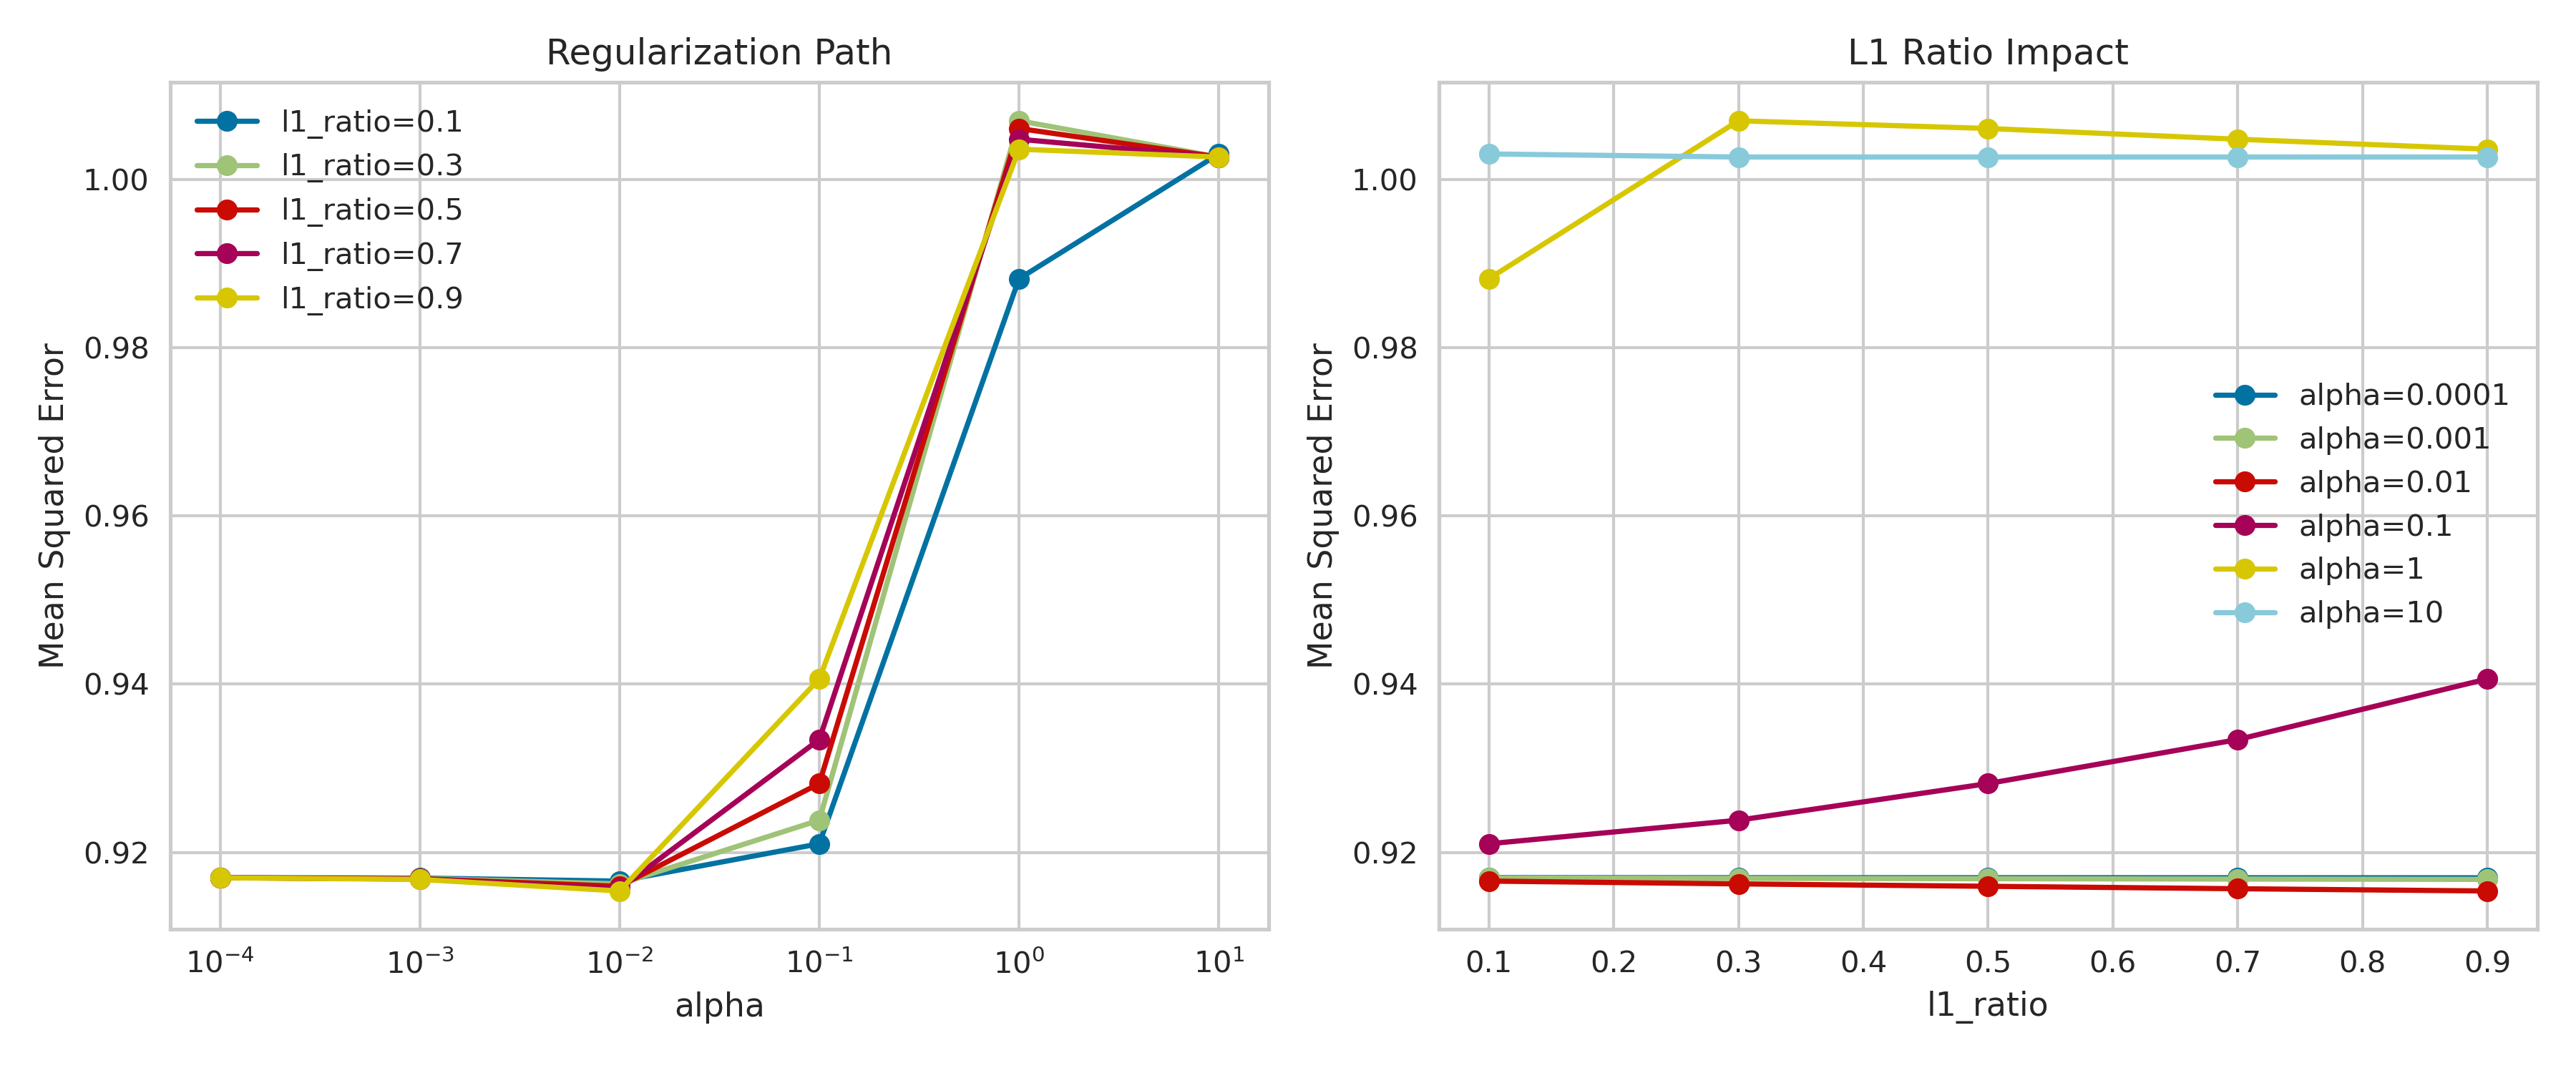 Regularization Path
l1_ratio=0.1
l1_ratio=0.3
l1_ratio=0.5
l1_ratio=0.7
l1_ratio=0.9
Mean Squared Error
1.00
0.98
0.96
0.94
0.92
10⁻⁴ 10⁻³ 10⁻² 10⁻¹ 10⁰ 10¹
alpha
L1 Ratio Impact
Mean Squared Error
1.00
0.98
0.96
0.94
0.92
alpha=0.0001
alpha=0.001
alpha=0.01
alpha=0.1
alpha=1
alpha=10
0.1 0.2 0.3 0.4 0.5 0.6 0.7 0.8 0.9
l1_ratio